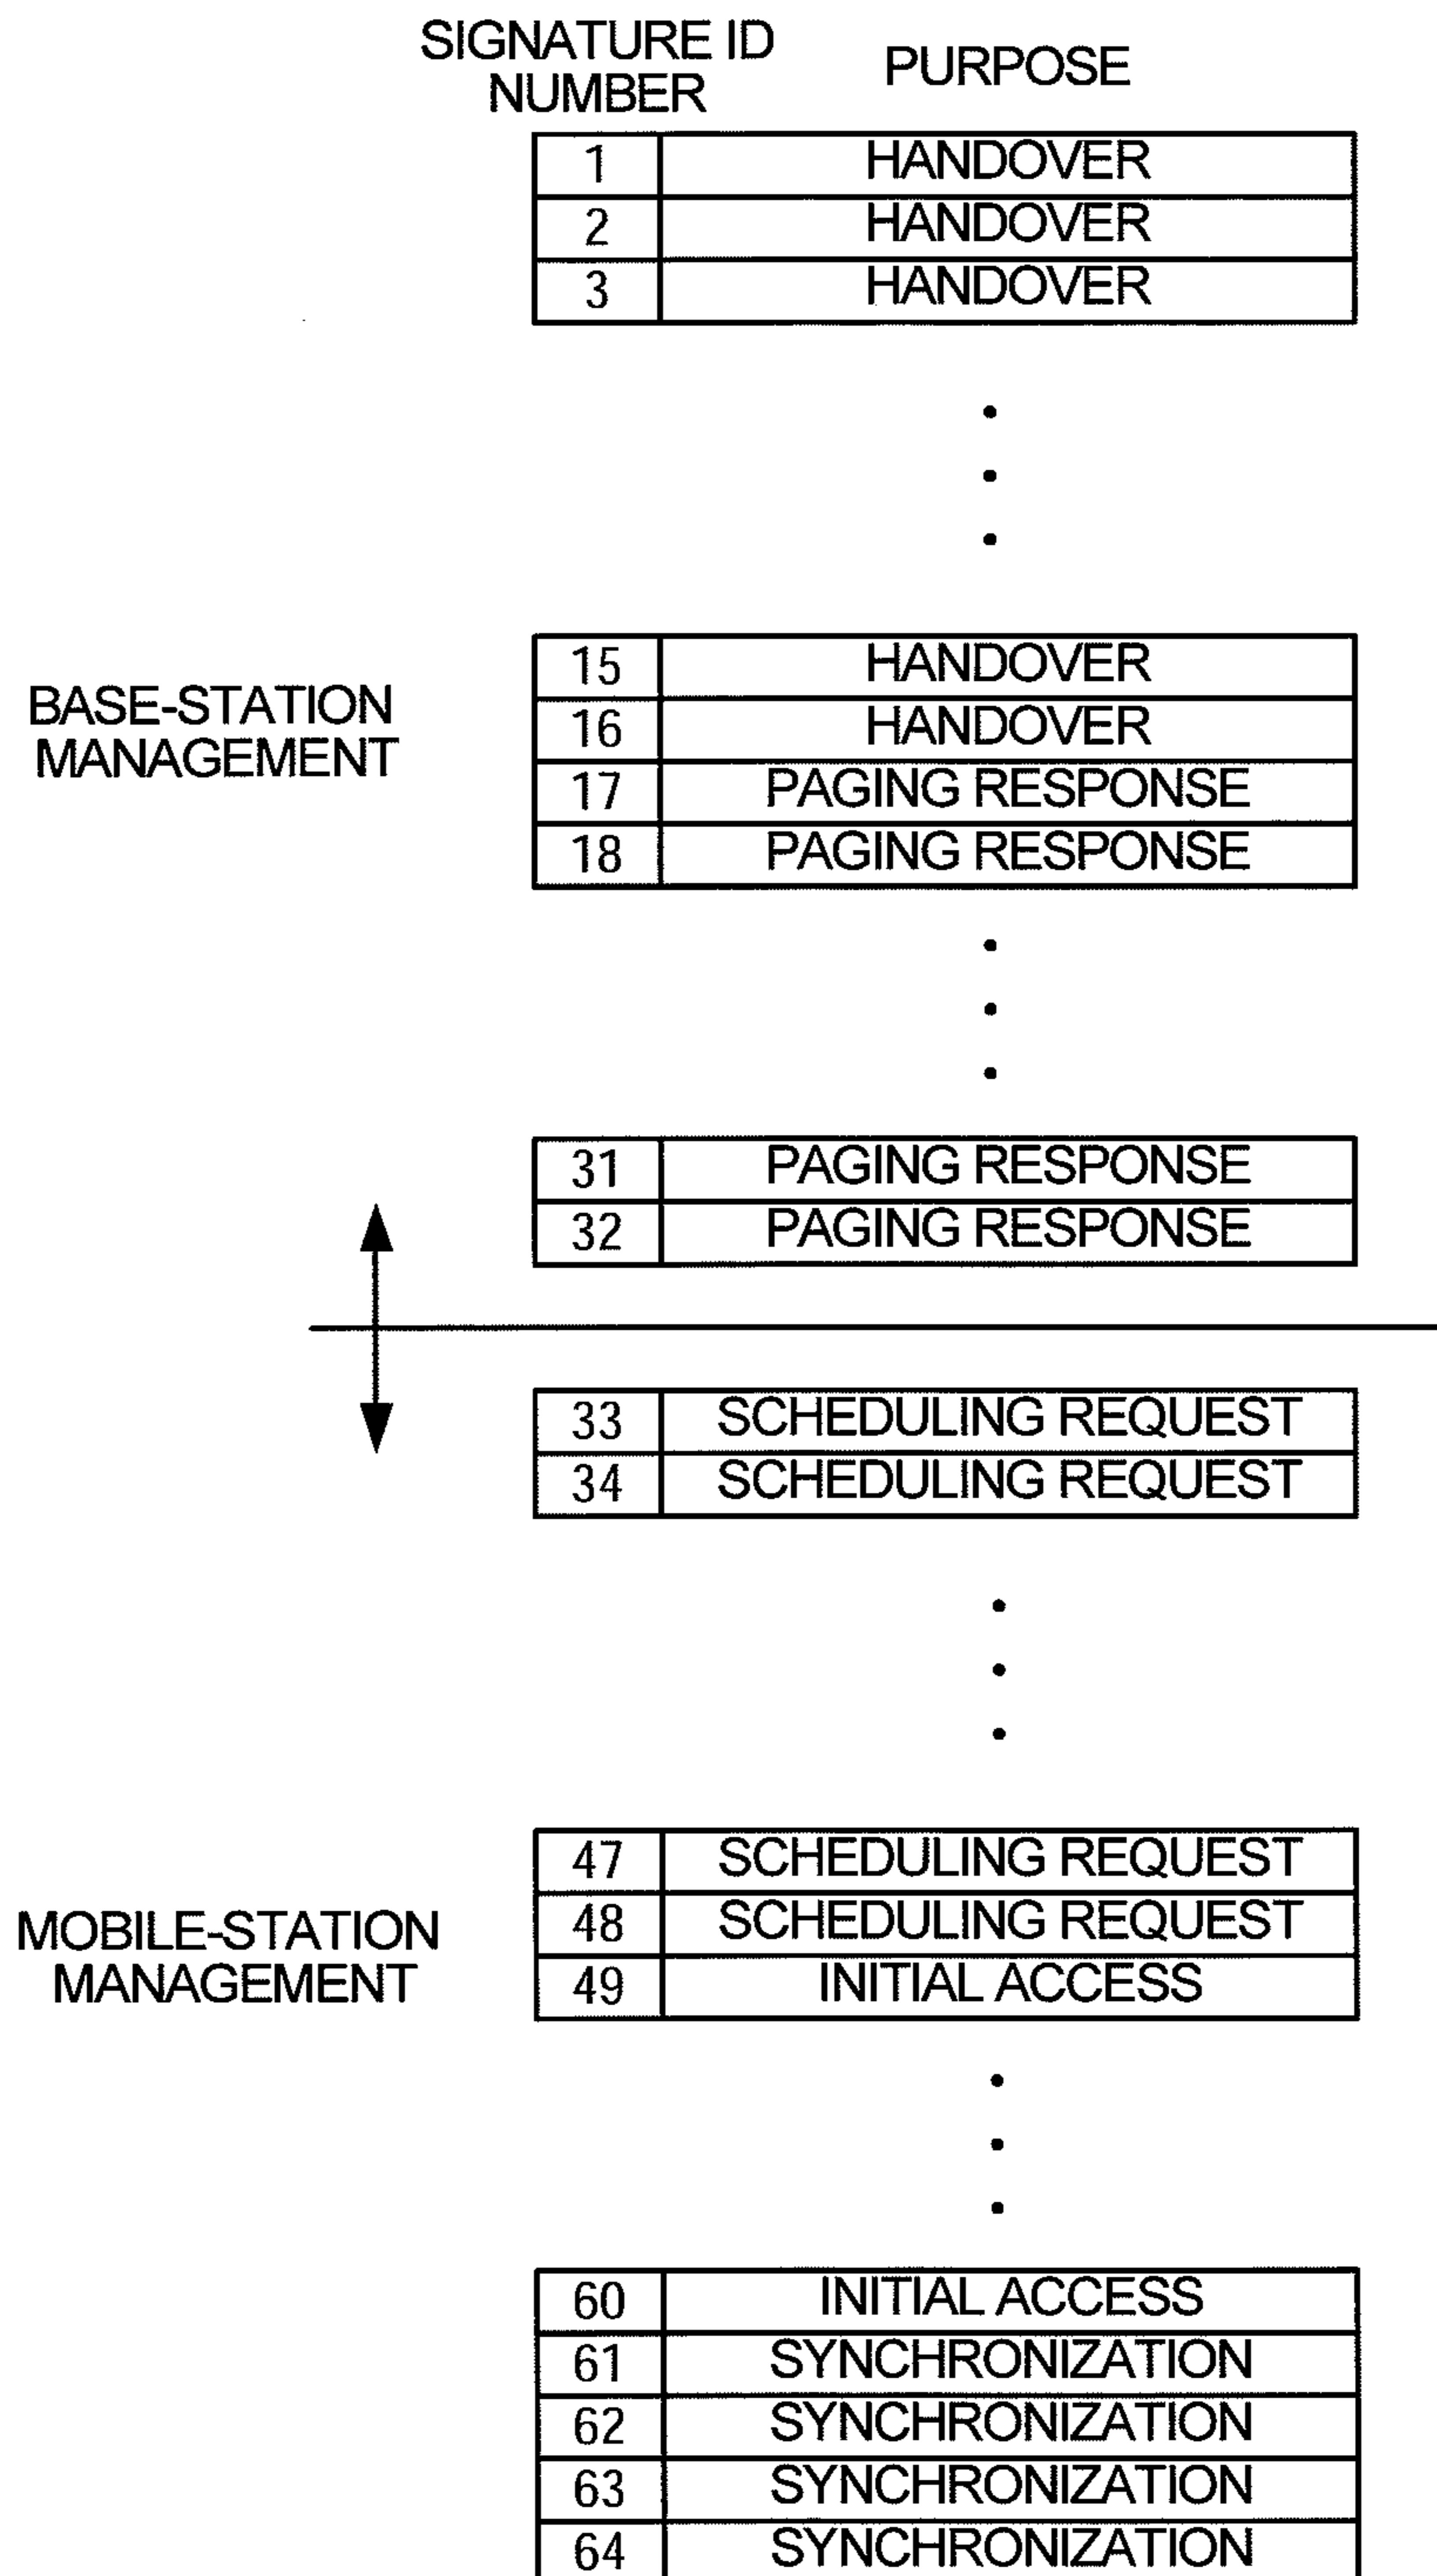 SIGNATURE ID
NUMBER
PURPOSE
1 HANDOVER
2 HANDOVER
3 HANDOVER
BASE-STATION
MANAGEMENT
15 HANDOVER
16 HANDOVER
17 PAGING RESPONSE
18 PAGING RESPONSE
31 PAGING RESPONSE
32 PAGING RESPONSE
33 SCHEDULING REQUEST
34 SCHEDULING REQUEST
MOBILE-STATION
MANAGEMENT
47 SCHEDULING REQUEST
48 SCHEDULING REQUEST
49 INITIAL ACCESS
60 INITIAL ACCESS
61 SYNCHRONIZATION
62 SYNCHRONIZATION
63 SYNCHRONIZATION
64 SYNCHRONIZATION